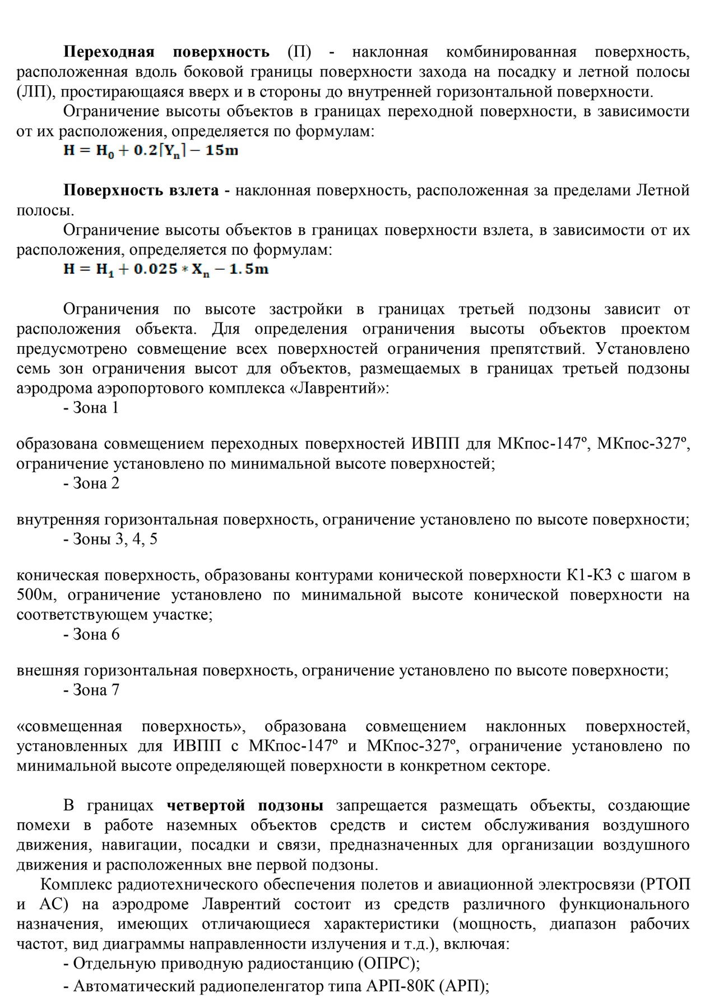 Переходная поверхность (П) - наклонная комбинированная поверхность,
расположенная вдоль боковой границы поверхности захода на посадку и летной полосы
(ЛП), простирающаяся вверх и в стороны до внутренней горизонтальной поверхности.
Ограничение высоты объектов в границах переходной поверхности, в зависимости
от их расположения, определяется по формулам:
H = H₀ + 0.2⌈Yₙ⌉ − 15m
Поверхность взлета - наклонная поверхность, расположенная за пределами Летной
полосы.
Ограничение высоты объектов в границах поверхности взлета, в зависимости от их
расположения, определяется по формулам:
H = H₁ + 0.025 * Xₙ − 1.5m
Ограничения по высоте застройки в границах третьей подзоны зависит от
расположения объекта. Для определения ограничения высоты объектов проектом
предусмотрено совмещение всех поверхностей ограничения препятствий. Установлено
семь зон ограничения высот для объектов, размещаемых в границах третьей подзоны
аэродрома аэропортового комплекса «Лаврентий»:
- Зона 1
образована совмещением переходных поверхностей ИВПП для МКпос-147º, МКпос-327º,
ограничение установлено по минимальной высоте поверхностей;
- Зона 2
внутренняя горизонтальная поверхность, ограничение установлено по высоте поверхности;
- Зоны 3, 4, 5
коническая поверхность, образованы контурами конической поверхности К1-К3 с шагом в
500м, ограничение установлено по минимальной высоте конической поверхности на
соответствующем участке;
- Зона 6
внешняя горизонтальная поверхность, ограничение установлено по высоте поверхности;
- Зона 7
«совмещенная поверхность», образована совмещением наклонных поверхностей,
установленных для ИВПП с МКпос-147º и МКпос-327º, ограничение установлено по
минимальной высоте определяющей поверхности в конкретном секторе.
В границах четвертой подзоны запрещается размещать объекты, создающие
помехи в работе наземных объектов средств и систем обслуживания воздушного
движения, навигации, посадки и связи, предназначенных для организации воздушного
движения и расположенных вне первой подзоны.
Комплекс радиотехнического обеспечения полетов и авиационной электросвязи (РТОП
и АС) на аэродроме Лаврентий состоит из средств различного функционального
назначения, имеющих отличающиеся характеристики (мощность, диапазон рабочих
частот, вид диаграммы направленности излучения и т.д.), включая:
- Отдельную приводную радиостанцию (ОПРС);
- Автоматический радиопеленгатор типа АРП-80К (АРП);